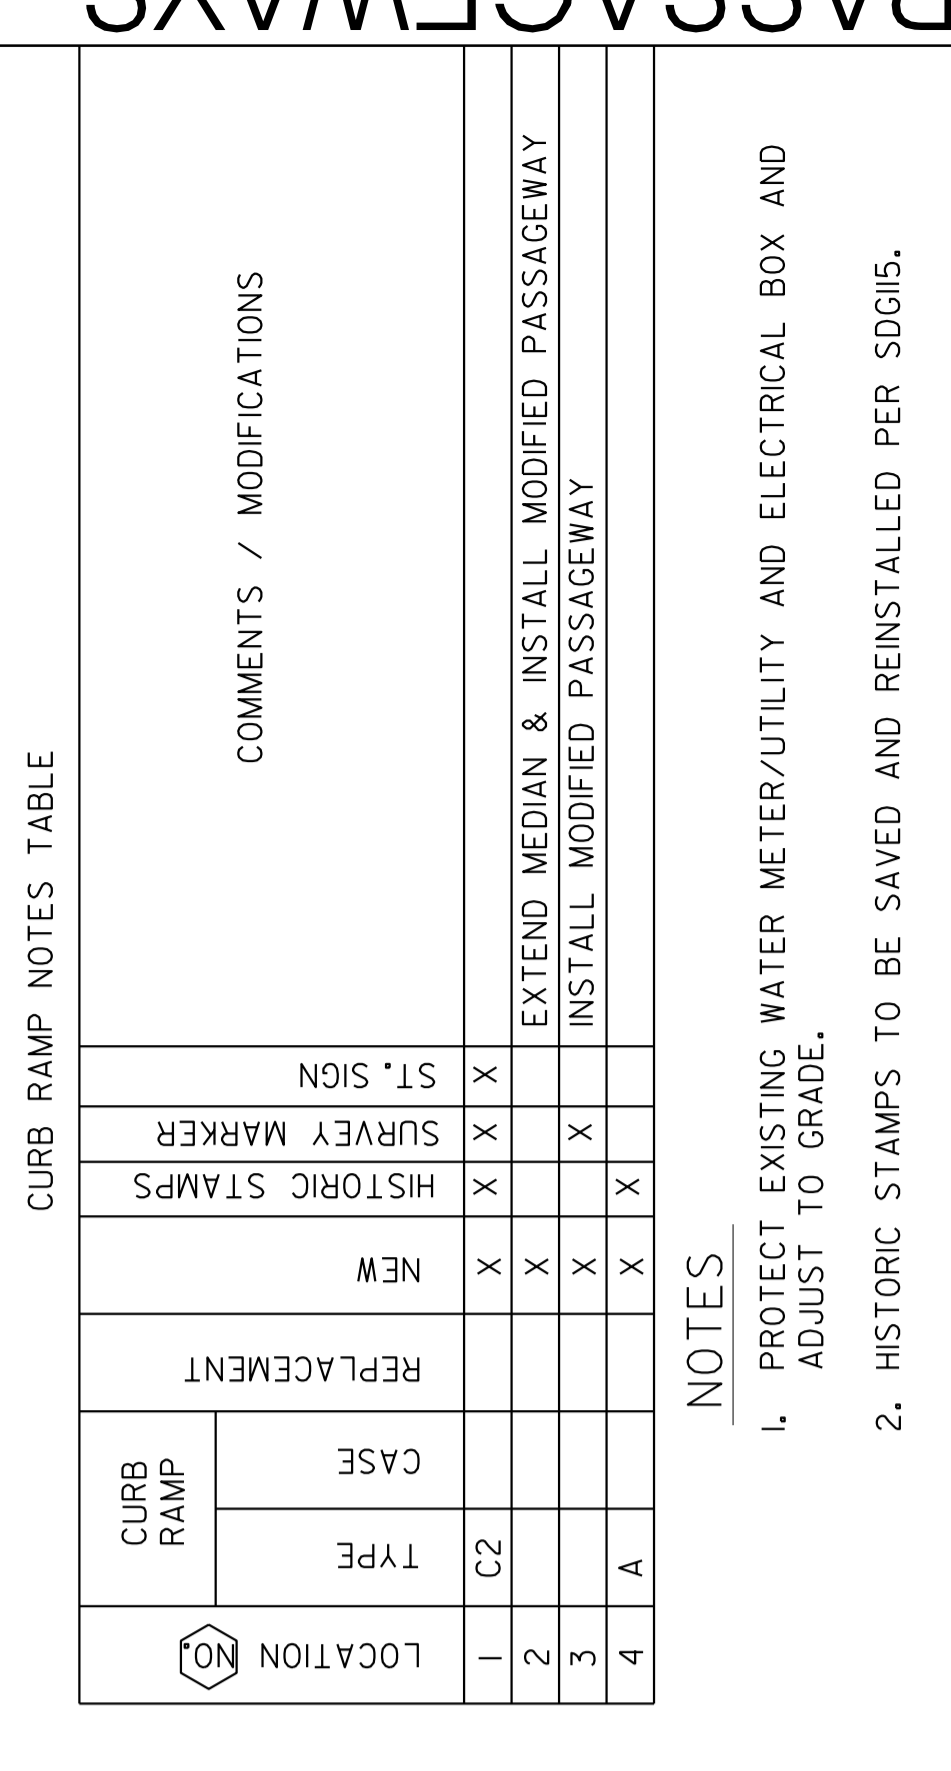 CURB RAMP NOTES TABLE
LOCATION NO.
CURB
RAMP
TYPE
CASE
REPLACEMENT
NEW
HISTORIC STAMPS
SURVEY MARKER
ST. SIGN
COMMENTS / MODIFICATIONS
1 C2 X X X X
2 X EXTEND MEDIAN & INSTALL MODIFIED PASSAGEWAY
3 X X INSTALL MODIFIED PASSAGEWAY
4 A X X
NOTES
1. PROTECT EXISTING WATER METER/UTILITY AND ELECTRICAL BOX AND
ADJUST TO GRADE.
2. HISTORIC STAMPS TO BE SAVED AND REINSTALLED PER SDG115.